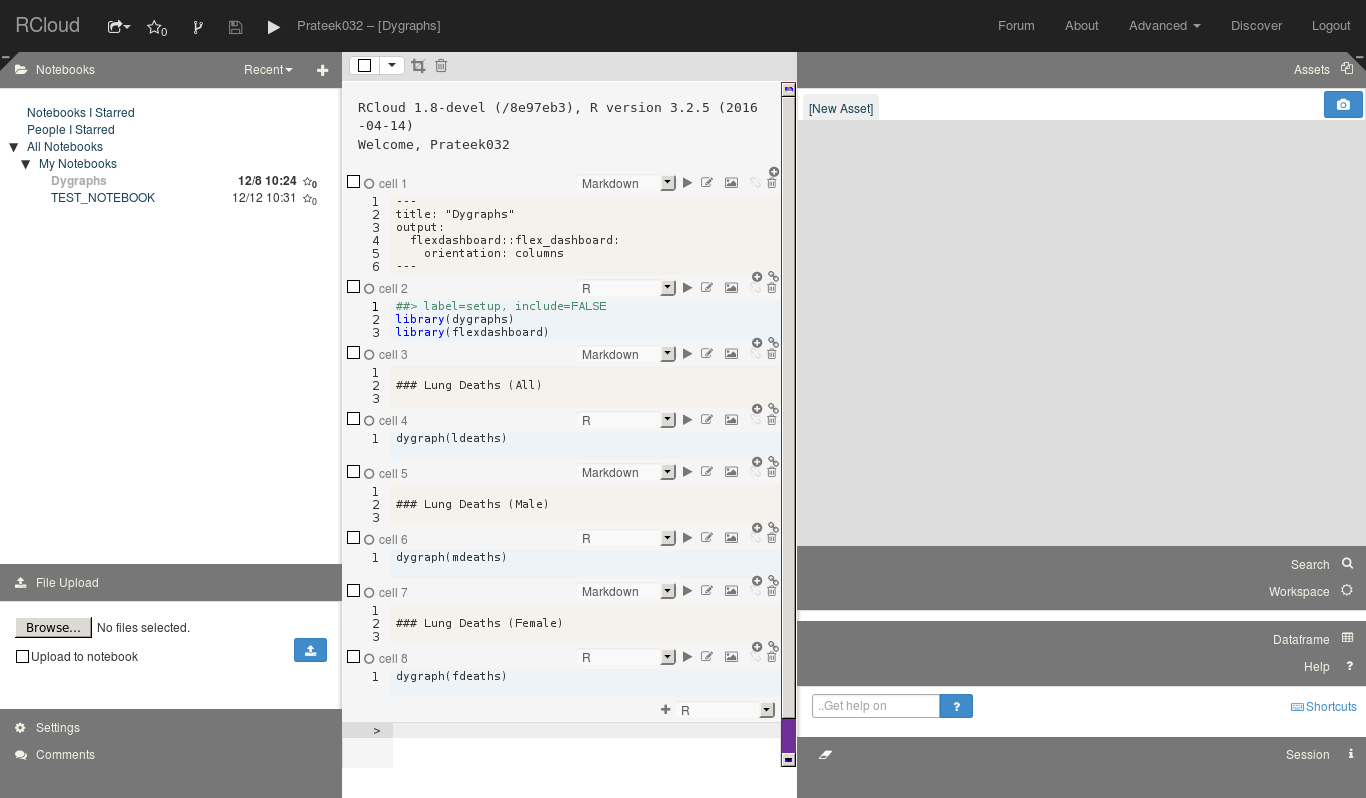 RCloud 0 Prateek032 – [Dygraphs] Forum About Advanced Discover Logout
Notebooks Recent
Notebooks I Starred
People I Starred
All Notebooks
My Notebooks
Dygraphs 12/8 10:24 0
TEST_NOTEBOOK 12/12 10:31 0
File Upload
Browse... No files selected.
Upload to notebook
Settings
Comments
RCloud 1.8-devel (/8e97eb3), R version 3.2.5 (2016
-04-14)
Welcome, Prateek032
cell 1 Markdown
1 ---
2 title: "Dygraphs"
3 output:
4 flexdashboard::flex_dashboard:
5 orientation: columns
6 ---
cell 2 R
1 ##> label=setup, include=FALSE
2 library(dygraphs)
3 library(flexdashboard)
cell 3 Markdown
1
2 ### Lung Deaths (All)
3
cell 4 R
1 dygraph(ldeaths)
cell 5 Markdown
1
2 ### Lung Deaths (Male)
3
cell 6 R
1 dygraph(mdeaths)
cell 7 Markdown
1
2 ### Lung Deaths (Female)
3
cell 8 R
1 dygraph(fdeaths)
R
>
Assets
[New Asset]
Search
Workspace
Dataframe
Help ?
..Get help on ? Shortcuts
Session